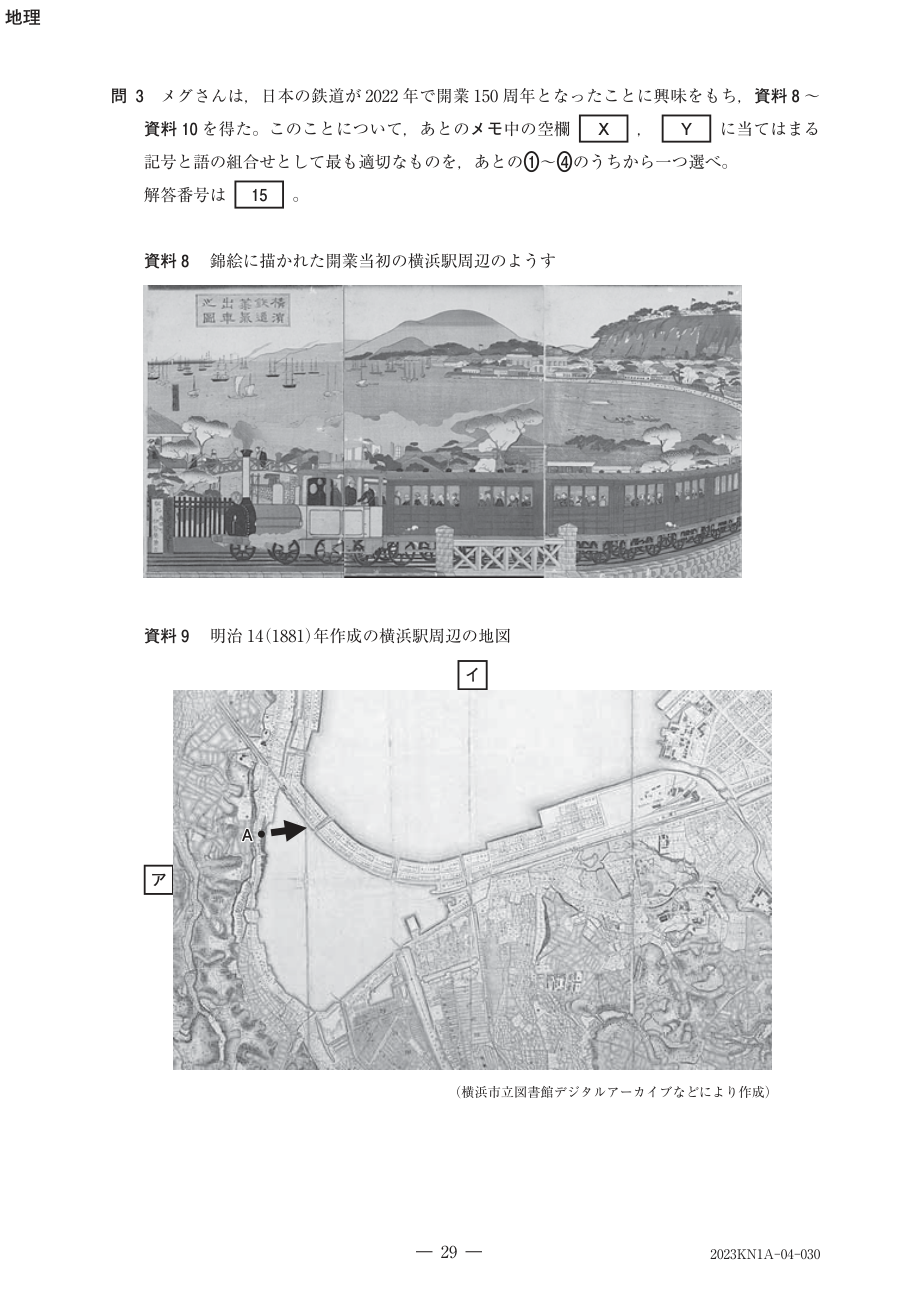 地理
問 3 メグさんは，日本の鉄道が 2022 年で開業 150 周年となったことに興味をもち，資料 8 ～
資料 10 を得た。このことについて，あとのメモ中の空欄 X ， Y に当てはまる
記号と語の組合せとして最も適切なものを，あとの①～④のうちから一つ選べ。
解答番号は 15 。
資料 8 錦絵に描かれた開業当初の横浜駅周辺のようす
横濱鉄道蒸氣出車之圖
資料 9 明治 14（1881）年作成の横浜駅周辺の地図
イ
A
ア
（横浜市立図書館デジタルアーカイブなどにより作成）
― 29 ―
2023KN1A-04-030